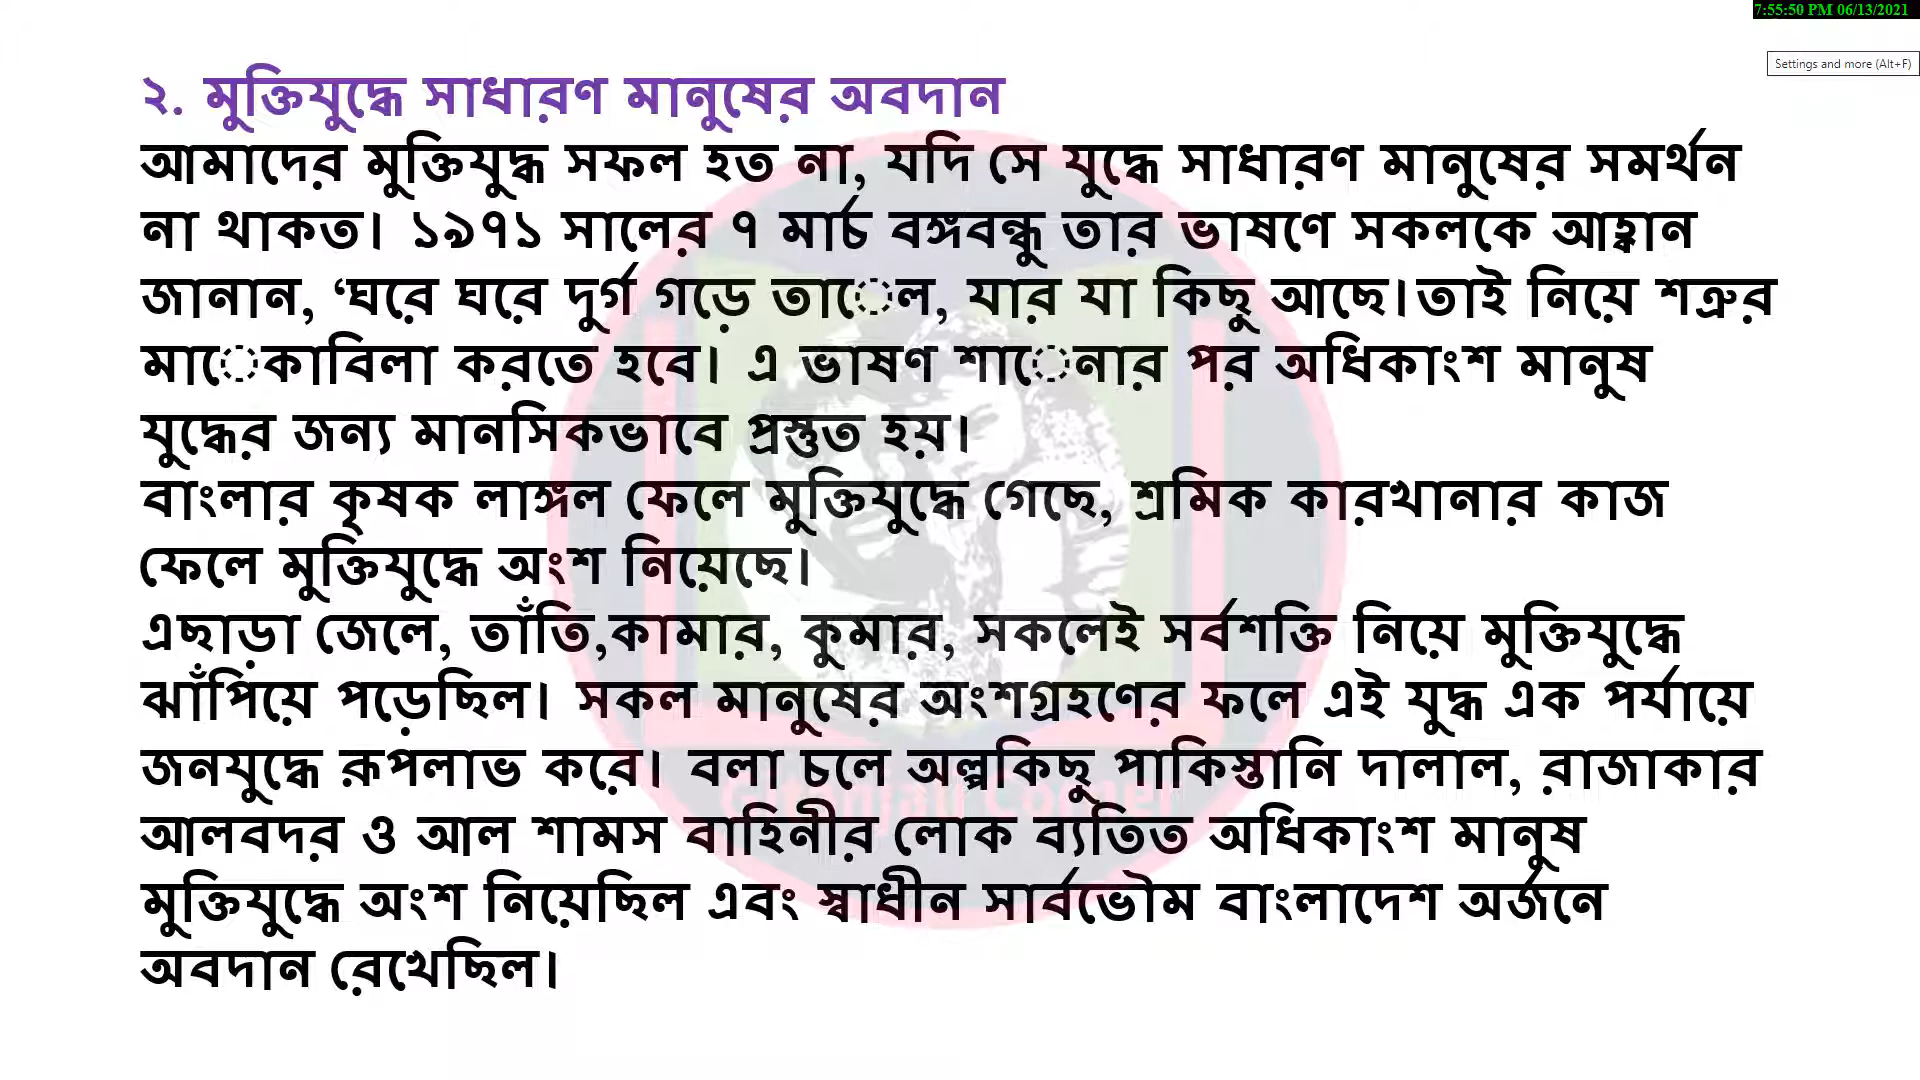 7:55:50 PM 06/13/2021
Settings and more (Alt+F)
২. মুক্তিযুদ্ধে সাধারণ মানুষের অবদান
আমাদের মুক্তিযুদ্ধ সফল হত না, যদি সে যুদ্ধে সাধারণ মানুষের সমর্থন
না থাকত। ১৯৭১ সালের ৭ মার্চ বঙ্গবন্ধু তার ভাষণে সকলকে আহ্বান
জানান, ‘ঘরে ঘরে দুর্গ গড়ে তােল, যার যা কিছু আছে।তাই নিয়ে শত্রুর
মােকাবিলা করতে হবে। এ ভাষণ শােনার পর অধিকাংশ মানুষ
যুদ্ধের জন্য মানসিকভাবে প্রস্তুত হয়।
বাংলার কৃষক লাঙ্গল ফেলে মুক্তিযুদ্ধে গেছে, শ্রমিক কারখানার কাজ
ফেলে মুক্তিযুদ্ধে অংশ নিয়েছে।
এছাড়া জেলে, তাঁতি,কামার, কুমার, সকলেই সর্বশক্তি নিয়ে মুক্তিযুদ্ধে
ঝাঁপিয়ে পড়েছিল। সকল মানুষের অংশগ্রহণের ফলে এই যুদ্ধ এক পর্যায়ে
জনযুদ্ধে রূপলাভ করে। বলা চলে অল্পকিছু পাকিস্তানি দালাল, রাজাকার
আলবদর ও আল শামস বাহিনীর লোক ব্যতিত অধিকাংশ মানুষ
মুক্তিযুদ্ধে অংশ নিয়েছিল এবং স্বাধীন সার্বভৌম বাংলাদেশ অর্জনে
অবদান রেখেছিল।
Gitanjali Corner